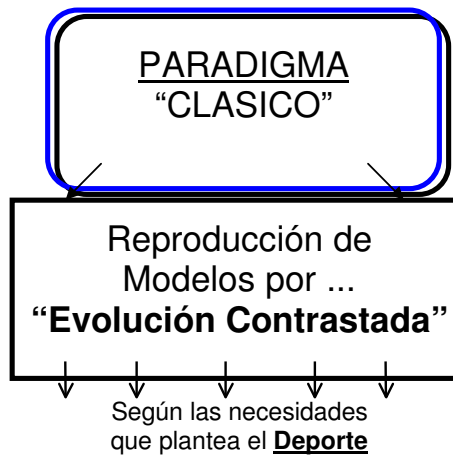 PARADIGMA
“CLASICO”
Reproducción de
Modelos por ...
“Evolución Contrastada”
Según las necesidades
que plantea el Deporte